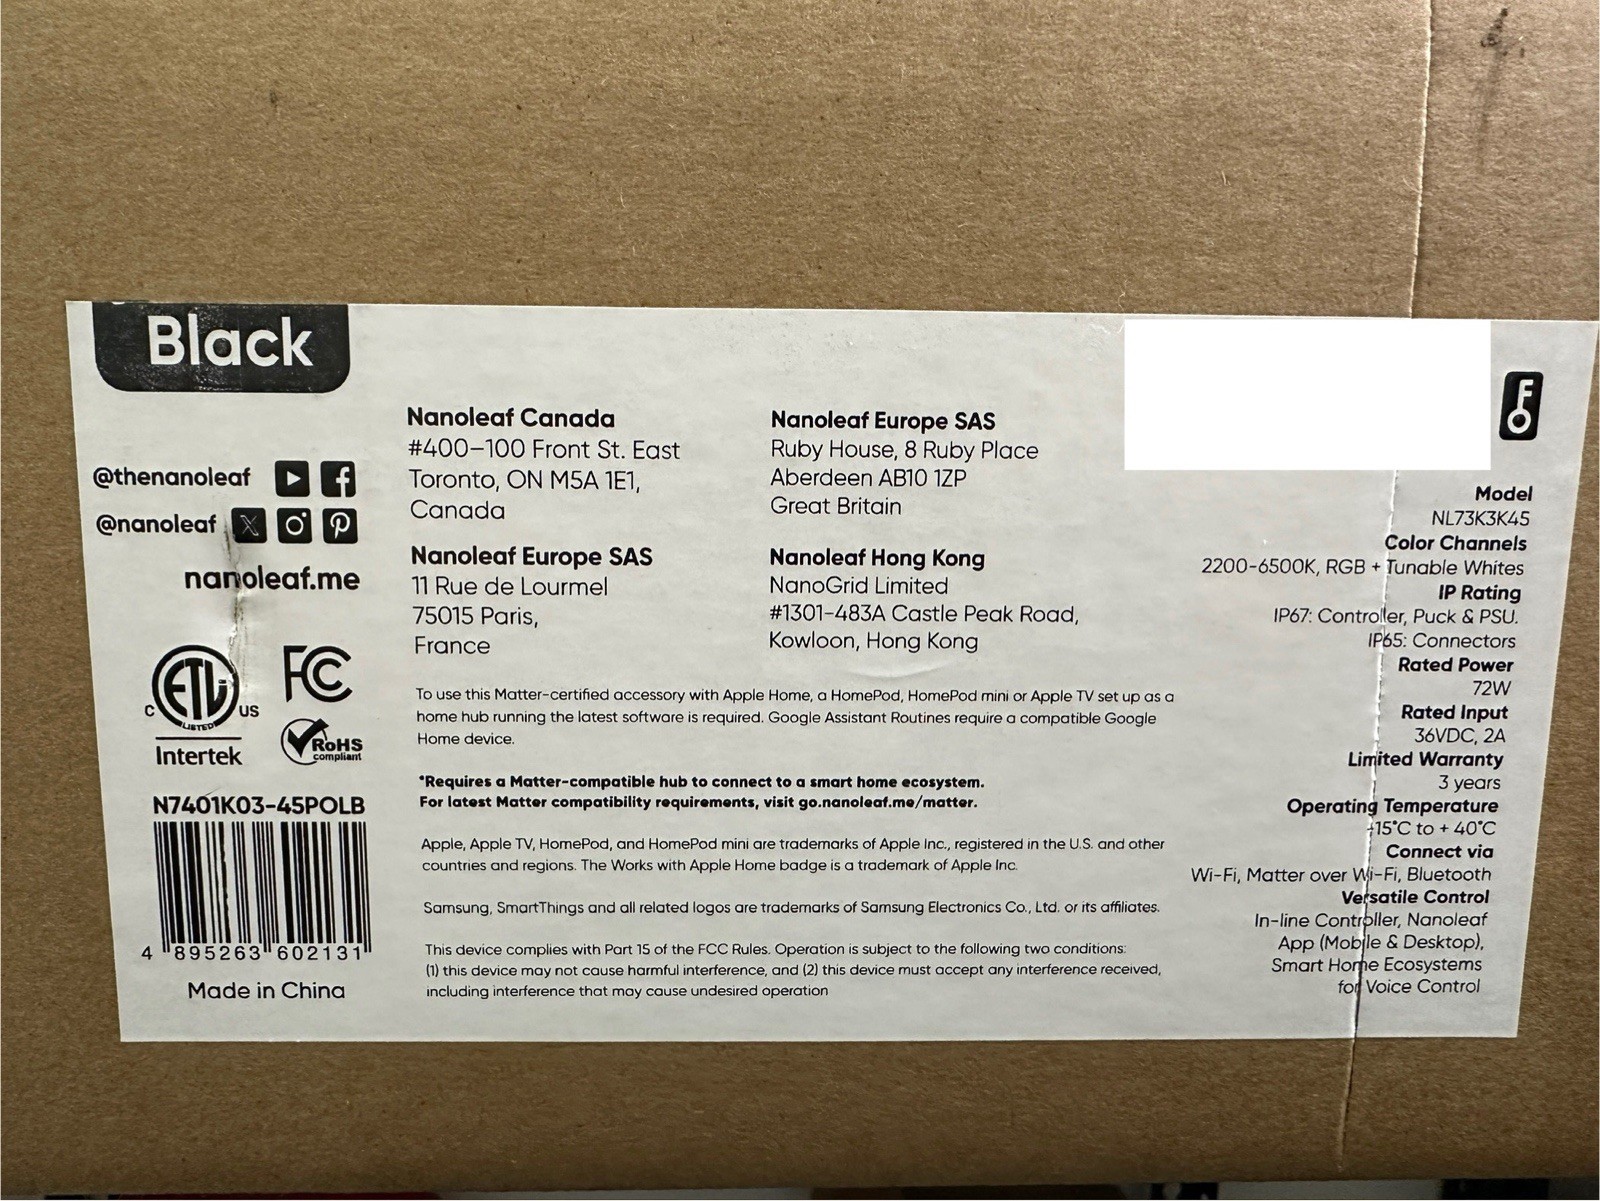 Black
@thenanoleaf
@nanoleaf
nanoleaf.me
ETL
LISTED
C
US
Intertek
FC
RoHS
compliant
N7401K03-45POLB
4 895263 602131
Made in China
Nanoleaf Canada
#400-100 Front St. East
Toronto, ON M5A 1E1,
Canada
Nanoleaf Europe SAS
11 Rue de Lourmel
75015 Paris,
France
Nanoleaf Europe SAS
Ruby House, 8 Ruby Place
Aberdeen AB10 1ZP
Great Britain
Nanoleaf Hong Kong
NanoGrid Limited
#1301-483A Castle Peak Road,
Kowloon, Hong Kong
To use this Matter-certified accessory with Apple Home, a HomePod, HomePod mini or Apple TV set up as a
home hub running the latest software is required. Google Assistant Routines require a compatible Google
Home device.
*Requires a Matter-compatible hub to connect to a smart home ecosystem.
For latest Matter compatibility requirements, visit go.nanoleaf.me/matter.
Apple, Apple TV, HomePod, and HomePod mini are trademarks of Apple Inc., registered in the U.S. and other
countries and regions. The Works with Apple Home badge is a trademark of Apple Inc.
Samsung, SmartThings and all related logos are trademarks of Samsung Electronics Co., Ltd. or its affiliates.
This device complies with Part 15 of the FCC Rules. Operation is subject to the following two conditions:
(1) this device may not cause harmful interference, and (2) this device must accept any interference received,
including interference that may cause undesired operation
Model
NL73K3K45
Color Channels
2200-6500K, RGB + Tunable Whites
IP Rating
IP67: Controller, Puck & PSU.
IP65: Connectors
Rated Power
72W
Rated Input
36VDC, 2A
Limited Warranty
3 years
Operating Temperature
-15°C to + 40°C
Connect via
Wi-Fi, Matter over Wi-Fi, Bluetooth
Versatile Control
In-line Controller, Nanoleaf
App (Mobile & Desktop),
Smart Home Ecosystems
for Voice Control